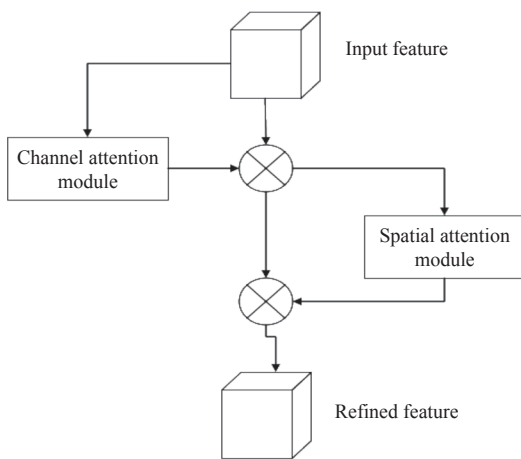 Input feature
Channel attention
module
Spatial attention
module
Refined feature